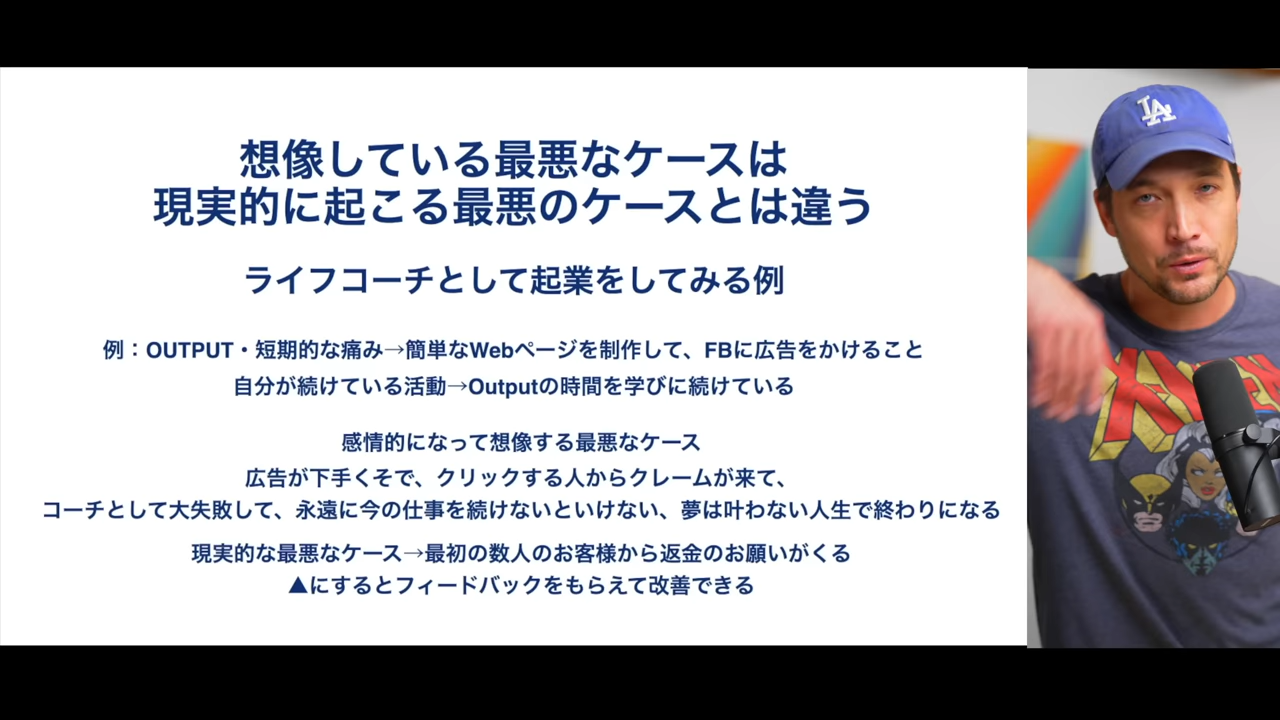 想像している最悪なケースは
現実的に起こる最悪のケースとは違う
ライフコーチとして起業をしてみる例
例：OUTPUT・短期的な痛み→簡単なWebページを制作して、FBに広告をかけること
自分が続けている活動→Outputの時間を学びに続けている
感情的になって想像する最悪なケース
広告が下手くそで、クリックする人からクレームが来て、
コーチとして大失敗して、永遠に今の仕事を続けないといけない、夢は叶わない人生で終わりになる
現実的な最悪なケース→最初の数人のお客様から返金のお願いがくる
▲にするとフィードバックをもらえて改善できる
LA